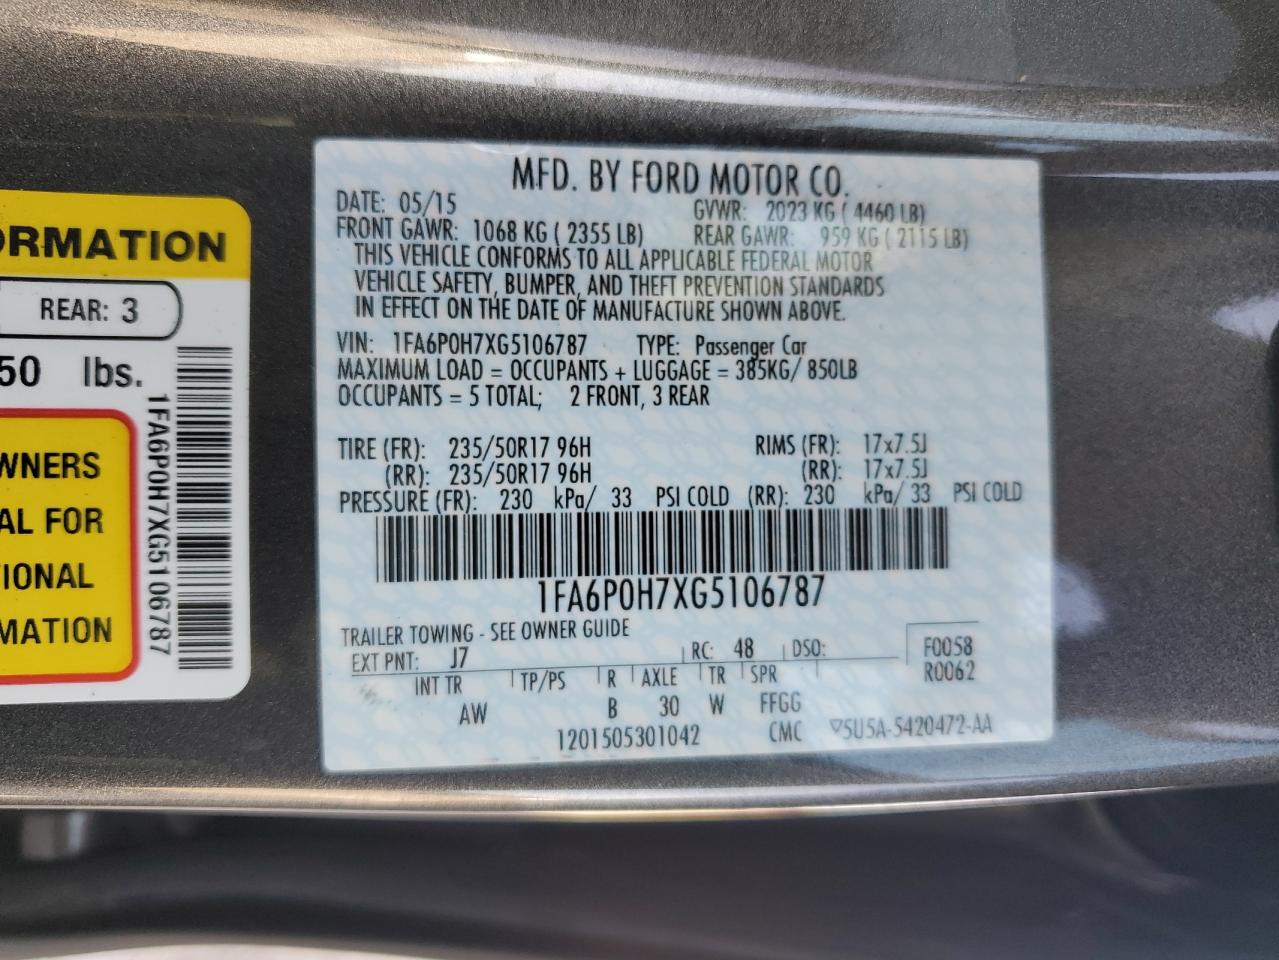 ORMATION
REAR: 3
50 lbs.
WNERS
AL FOR
TIONAL
MATION
1FA6P0H7XG5106787
MFD. BY FORD MOTOR CO.
DATE: 05/15 GVWR: 2023 KG ( 4460 LB)
FRONT GAWR: 1068 KG ( 2355 LB) REAR GAWR: 959 KG ( 2115 LB)
THIS VEHICLE CONFORMS TO ALL APPLICABLE FEDERAL MOTOR
VEHICLE SAFETY, BUMPER, AND THEFT PREVENTION STANDARDS
IN EFFECT ON THE DATE OF MANUFACTURE SHOWN ABOVE.
VIN: 1FA6P0H7XG5106787 TYPE: Passenger Car
MAXIMUM LOAD = OCCUPANTS + LUGGAGE = 385KG/ 850LB
OCCUPANTS = 5 TOTAL; 2 FRONT, 3 REAR
TIRE (FR): 235/50R17 96H RIMS (FR): 17x7.5J
(RR): 235/50R17 96H (RR): 17x7.5J
PRESSURE (FR): 230 kPa/ 33 PSI COLD (RR): 230 kPa/ 33 PSI COLD
1FA6P0H7XG5106787
TRAILER TOWING - SEE OWNER GUIDE
EXT PNT: J7 RC: 48 DSO: F0058
R0062
INT TR TP/PS R AXLE TR SPR
AW B 30 W FFGG
1201505301042 CMC ▽5U5A-5420472-AA